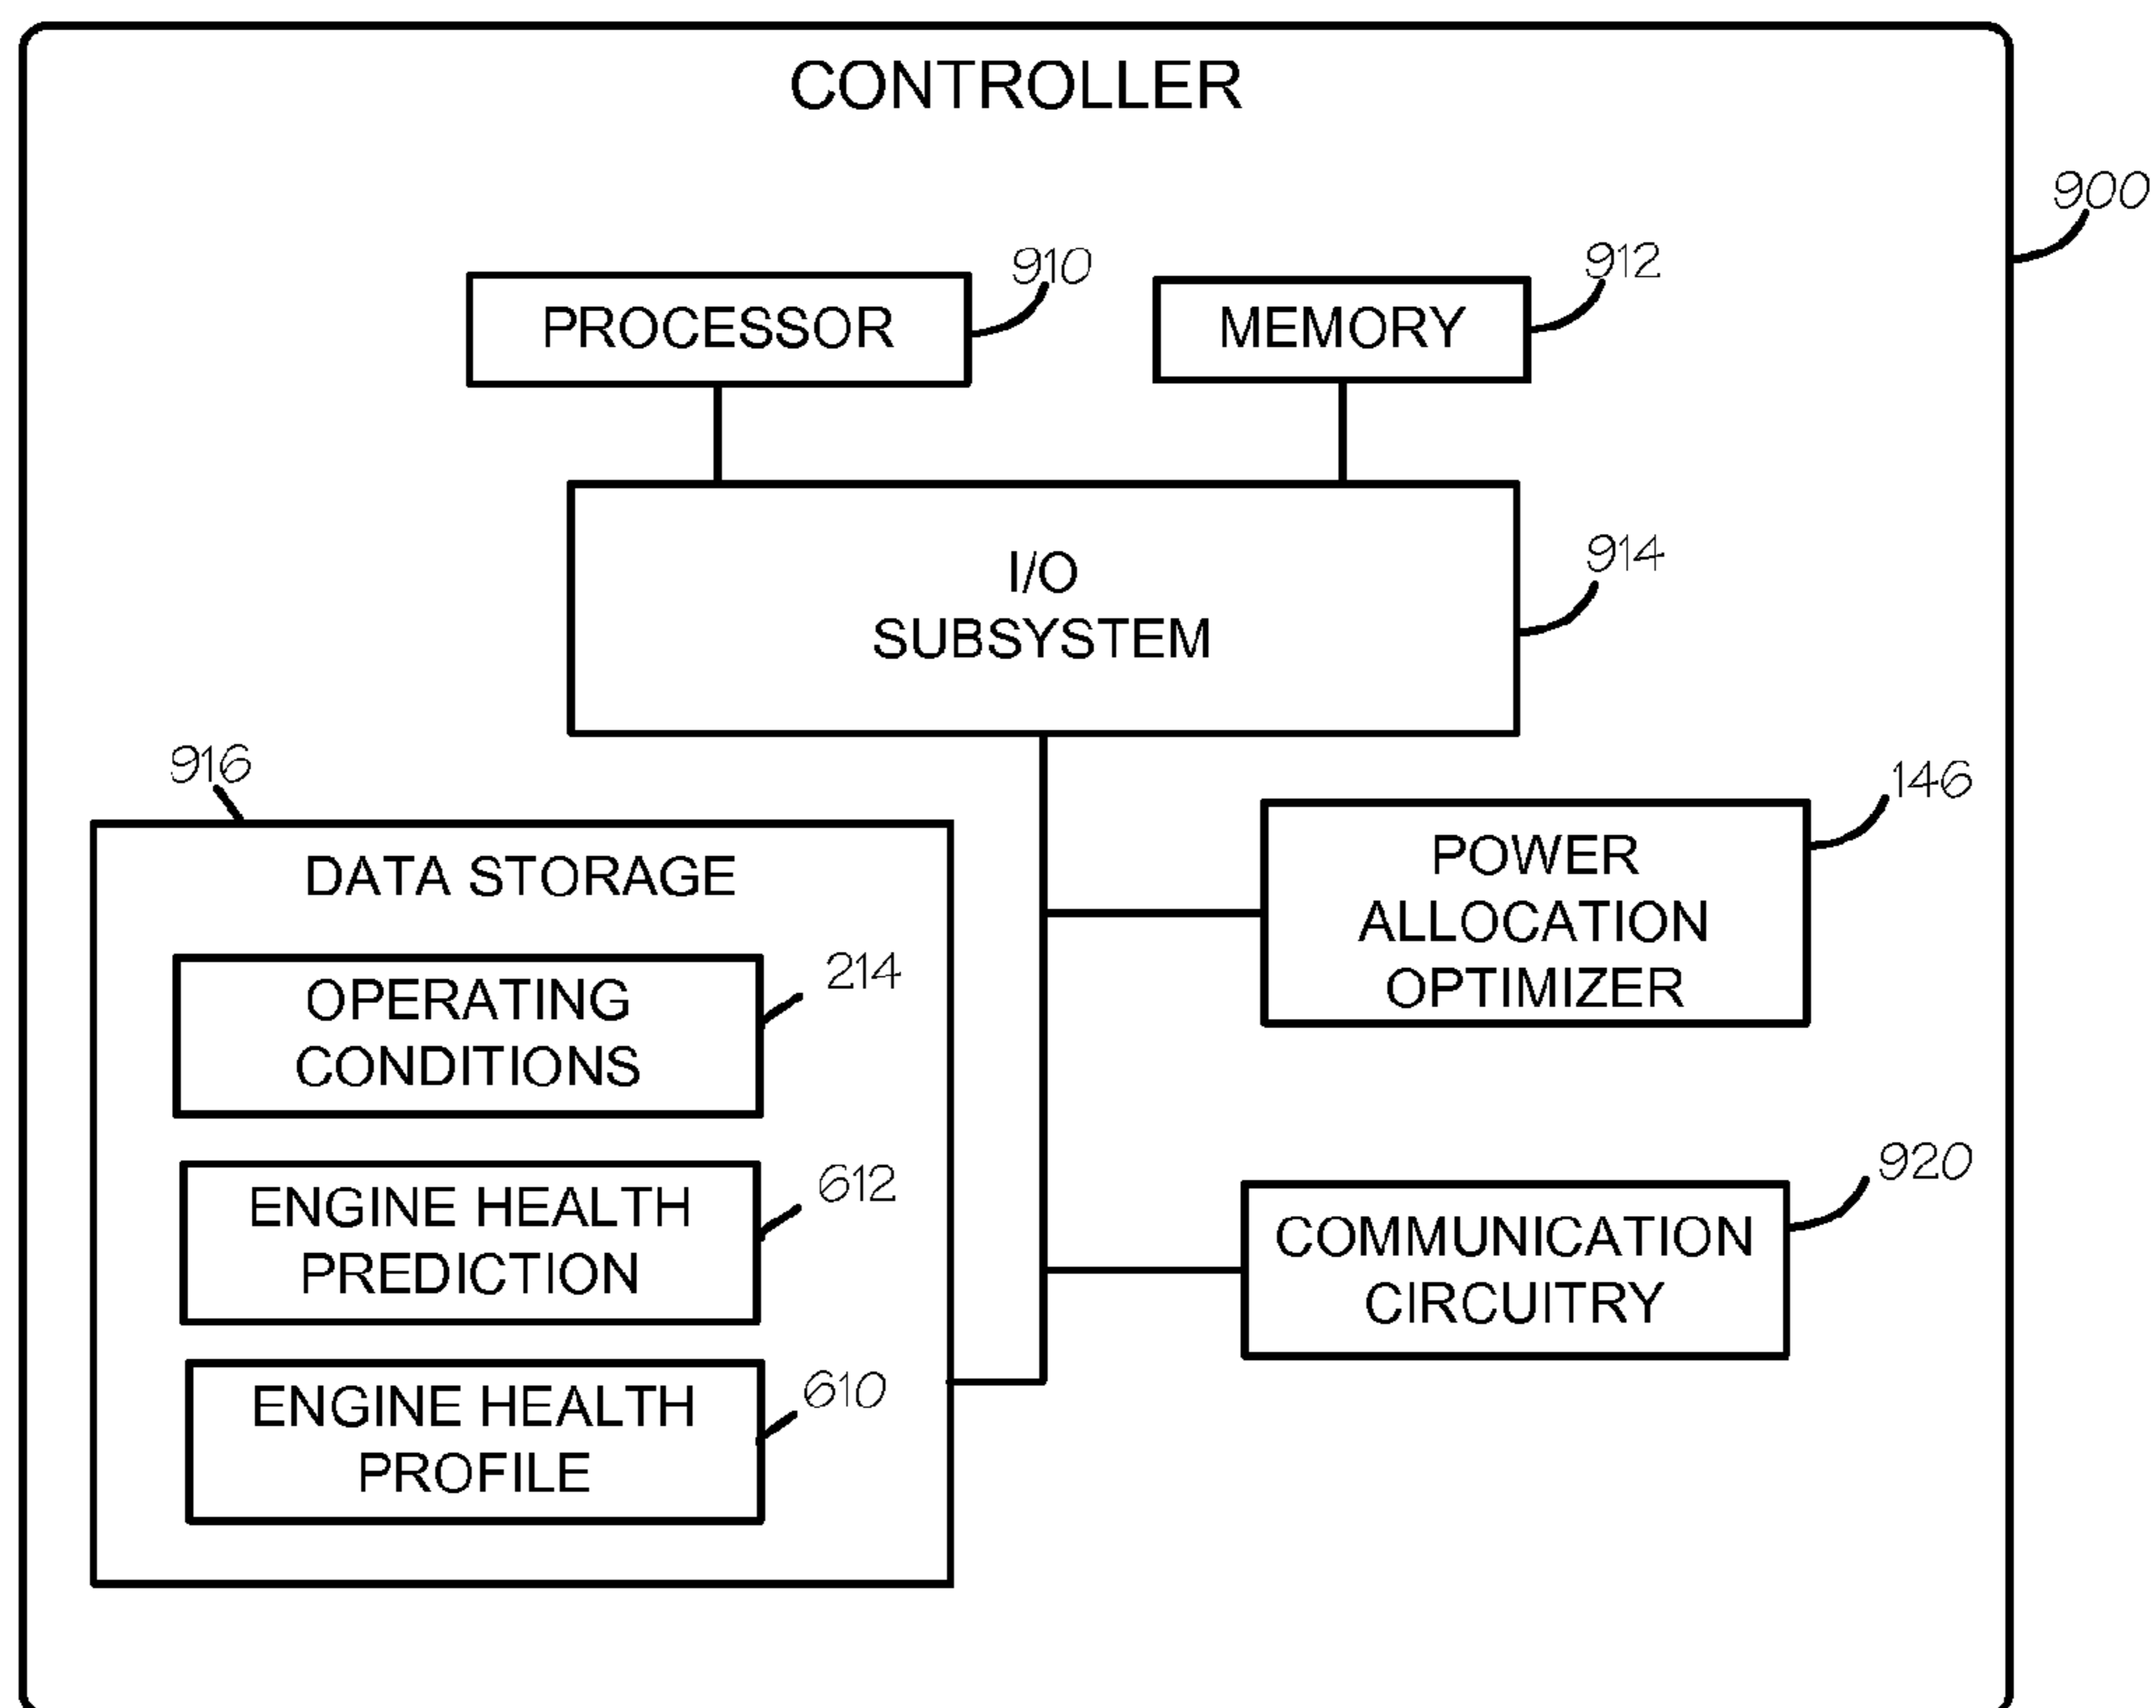 CONTROLLER
900
910
912
PROCESSOR
MEMORY
914
I/O
SUBSYSTEM
916
146
DATA STORAGE
POWER
ALLOCATION
OPTIMIZER
214
OPERATING
CONDITIONS
612
ENGINE HEALTH
PREDICTION
920
COMMUNICATION
CIRCUITRY
610
ENGINE HEALTH
PROFILE